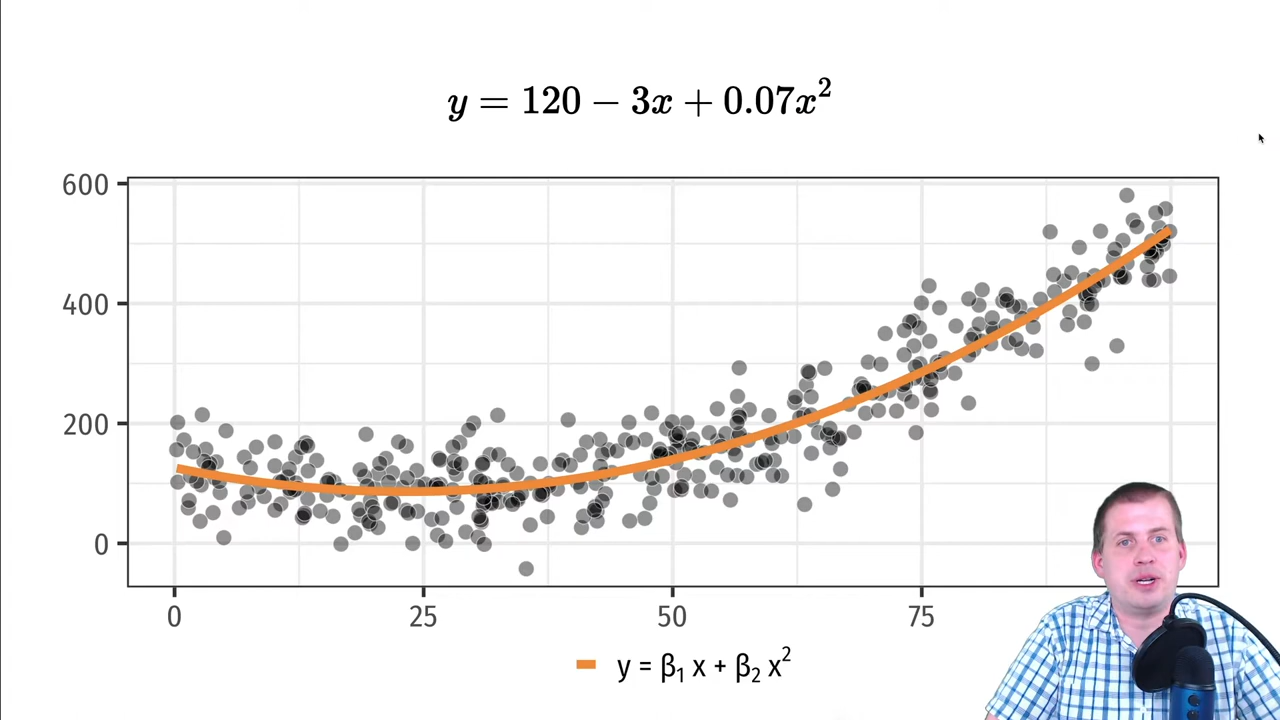 y = 120 − 3x + 0.07x²
600
400
200
0
0 25 50 75
y = β₁ x + β₂ x²